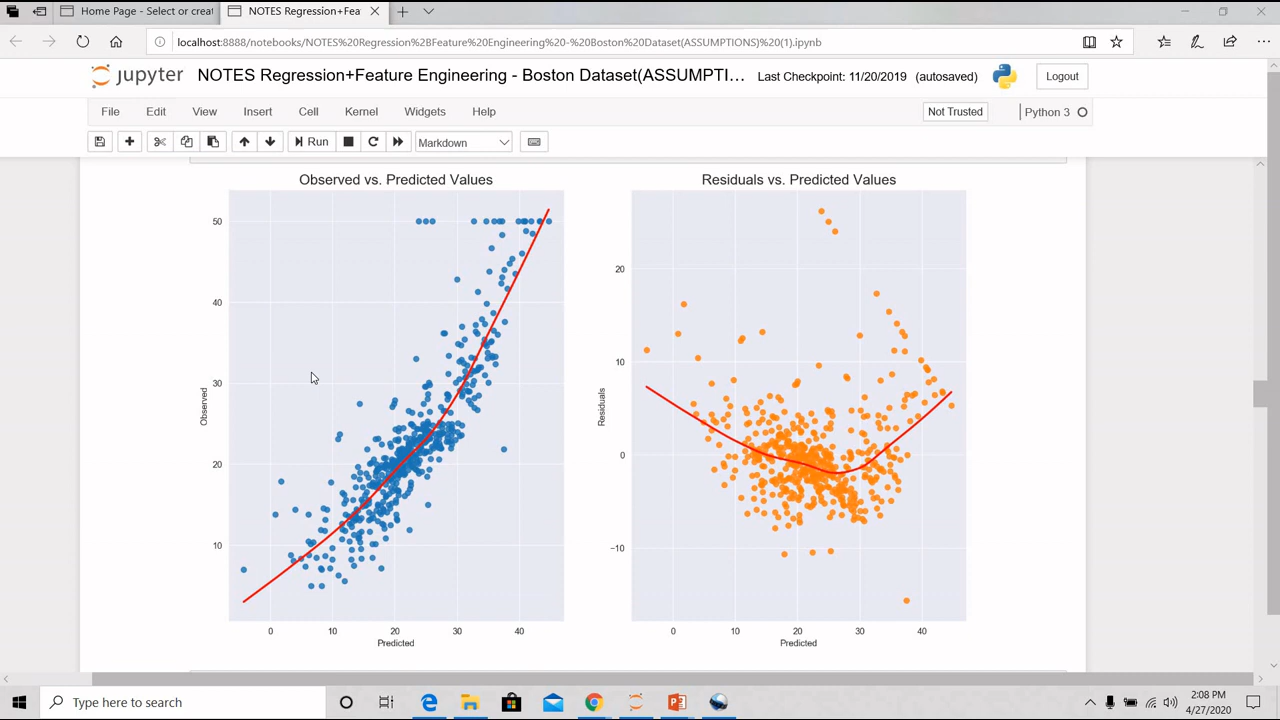 Home Page - Select or creat
NOTES Regression+Fea
localhost:8888/notebooks/NOTES%20Regression%2BFeature%20Engineering%20-%20Boston%20Dataset(ASSUMPTIONS)%20(1).ipynb
jupyter NOTES Regression+Feature Engineering - Boston Dataset(ASSUMPTI... Last Checkpoint: 11/20/2019 (autosaved) Logout
File Edit View Insert Cell Kernel Widgets Help Not Trusted Python 3
Run Markdown
Observed vs. Predicted Values
50
40
30
20
10
Observed
0 10 20 30 40
Predicted
Residuals vs. Predicted Values
20
10
0
−10
Residuals
0 10 20 30 40
Predicted
Type here to search
2:08 PM
4/27/2020